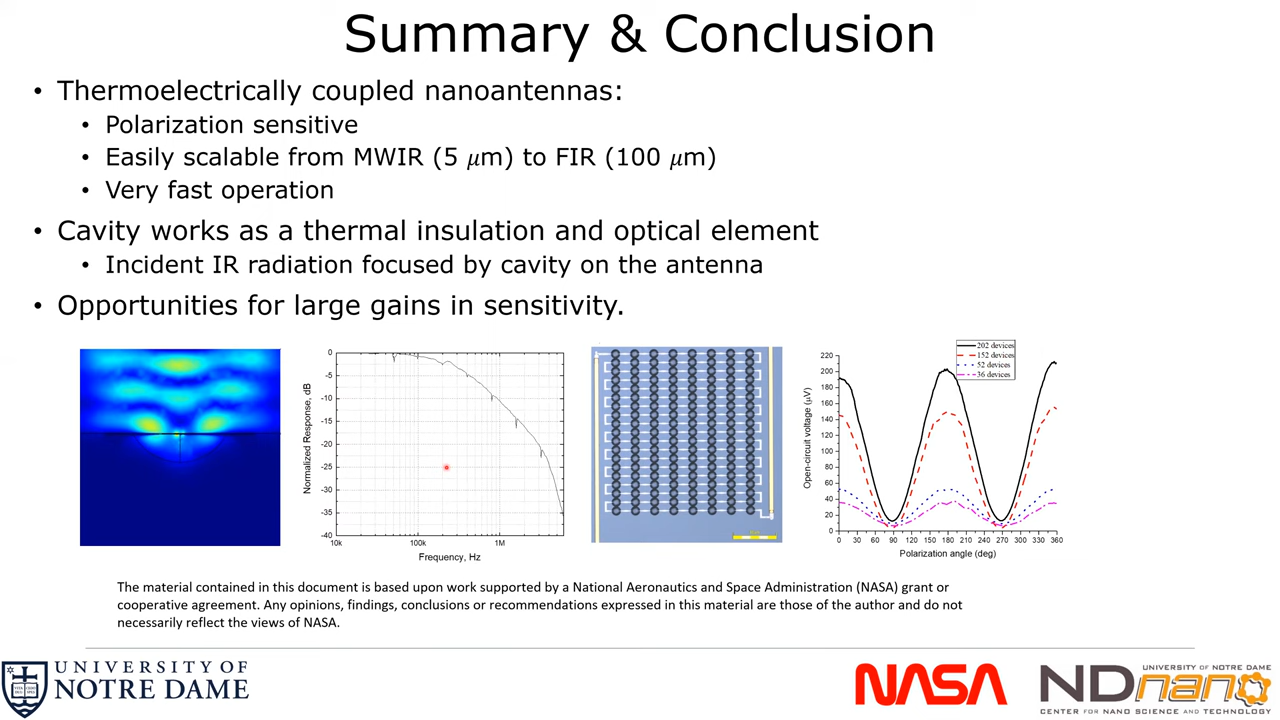 Summary & Conclusion
• Thermoelectrically coupled nanoantennas:
• Polarization sensitive
• Easily scalable from MWIR (5 𝜇m) to FIR (100 𝜇m)
• Very fast operation
• Cavity works as a thermal insulation and optical element
• Incident IR radiation focused by cavity on the antenna
• Opportunities for large gains in sensitivity.
Normalized Response, dB
0
-5
-10
-15
-20
-25
-30
-35
-40
10k 100k 1M
Frequency, Hz
202 devices
152 devices
52 devices
36 devices
Open-circuit voltage (μV)
220
200
180
160
140
120
100
80
60
40
20
0
0 30 60 90 120 150 180 210 240 270 300 330 360
Polarization angle (deg)
The material contained in this document is based upon work supported by a National Aeronautics and Space Administration (NASA) grant or
cooperative agreement. Any opinions, findings, conclusions or recommendations expressed in this material are those of the author and do not
necessarily reflect the views of NASA.
UNIVERSITY OF
NOTRE DAME
NASA
UNIVERSITY OF NOTRE DAME
NDnano
CENTER FOR NANO SCIENCE AND TECHNOLOGY